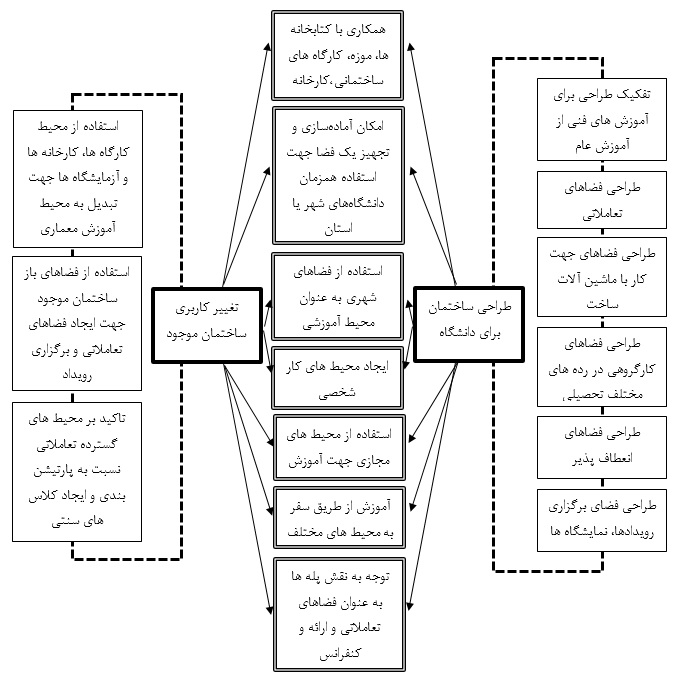 همکاری با کتابخانه
ها، موزه، کارگاه های
ساختمانی،کارخانه
امکان آماده‌سازی و
تجهیز یک فضا جهت
استفاده همزمان
دانشگاه‌های شهر یا
استان
استفاده از فضاهای
شهری به عنوان
محیط آموزشی
ایجاد محیط های کار
شخصی
استفاده از محیط های
مجازی جهت آموزش
آموزش از طریق سفر
به محیط های مختلف
توجه به نقش پله ها
به عنوان فضاهای
تعاملاتی و ارائه و
کنفرانس
طراحی ساختمان
برای دانشگاه
تفکیک طراحی برای
آموزش های فنی از
آموزش عام
طراحی فضاهای
تعاملاتی
طراحی فضاهای جهت
کار با ماشین آلات
ساخت
طراحی فضاهای
کارگروهی در رده های
مختلف تحصیلی
طراحی فضاهای
انعطاف پذیر
طراحی فضای برگزاری
رویدادها، نمایشگاه ها
تغییر کاربری
ساختمان موجود
استفاده از محیط
کارگاه ها، کارخانه ها
و آزمایشگاه ها جهت
تبدیل به محیط
آموزش معماری
استفاده از فضاهای باز
ساختمان موجود
جهت ایجاد فضاهای
تعاملاتی و برگزاری
رویداد
تاکید بر محیط های
گسترده تعاملاتی
نسبت به پارتیشن
بندی و ایجاد کلاس
های سنتی